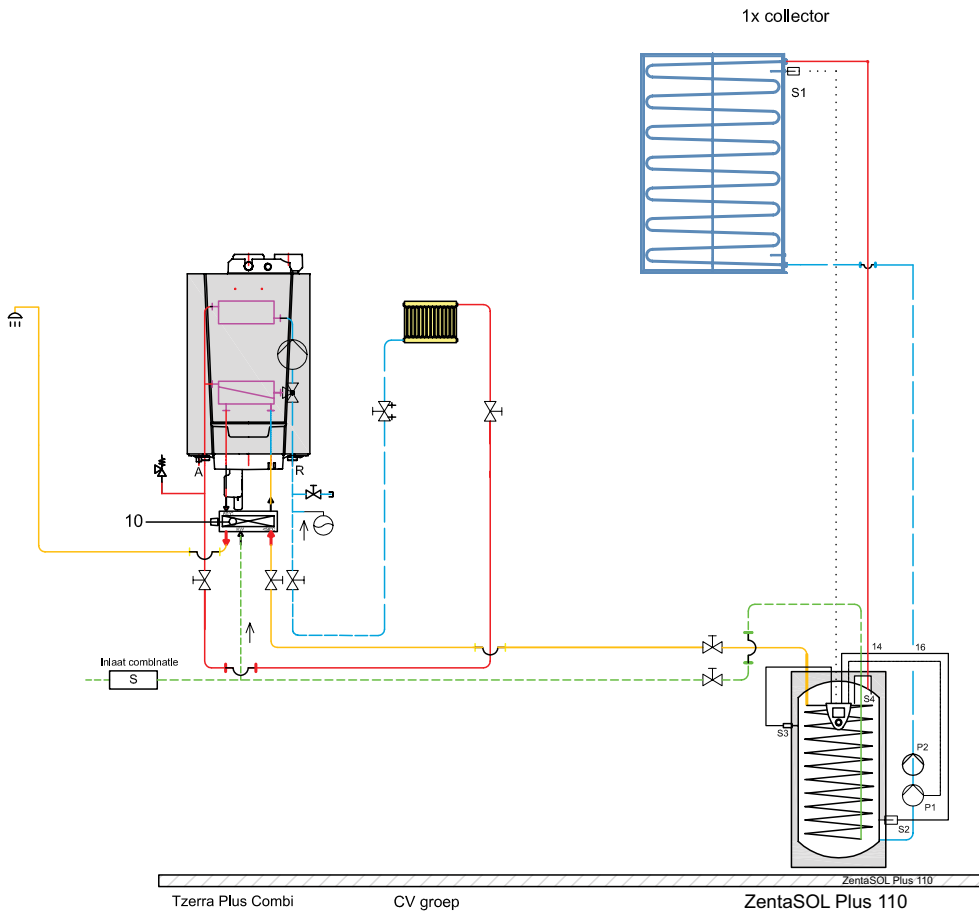 1x collector
S1
A
R
10
Inlaat combinatie
S
14
16
S4
S3
P2
P1
S2
ZentaSOL Plus 110
Tzerra Plus Combi
CV groep
ZentaSOL Plus 110